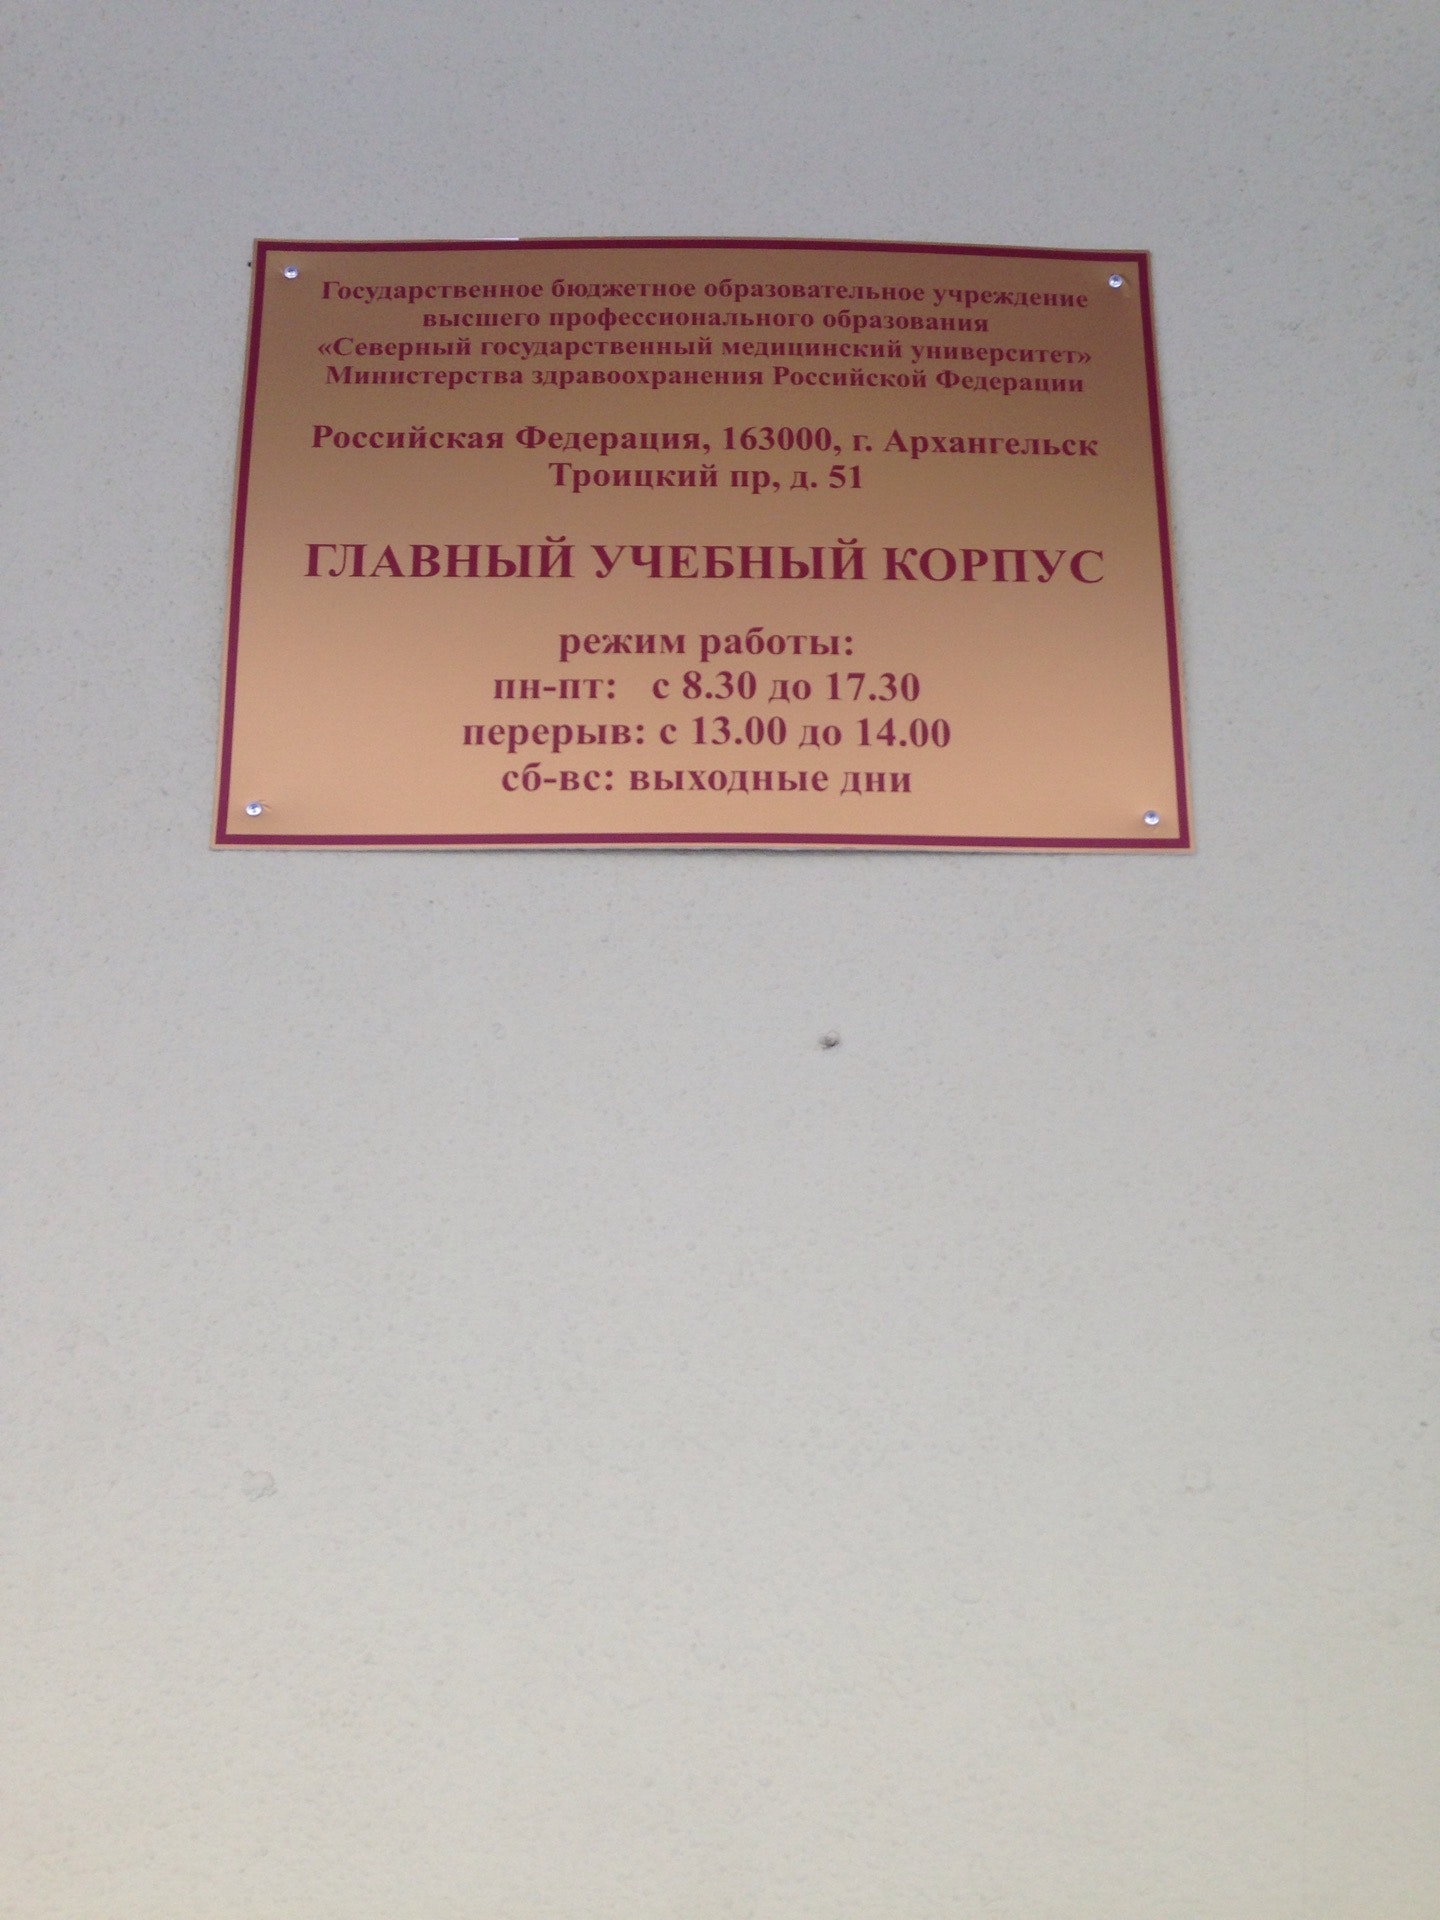 Государственное бюджетное образовательное учреждение
высшего профессионального образования
«Северный государственный медицинский университет»
Министерства здравоохранения Российской Федерации
Российская Федерация, 163000, г. Архангельск
Троицкий пр, д. 51
ГЛАВНЫЙ УЧЕБНЫЙ КОРПУС
режим работы:
пн-пт: с 8.30 до 17.30
перерыв: с 13.00 до 14.00
сб-вс: выходные дни